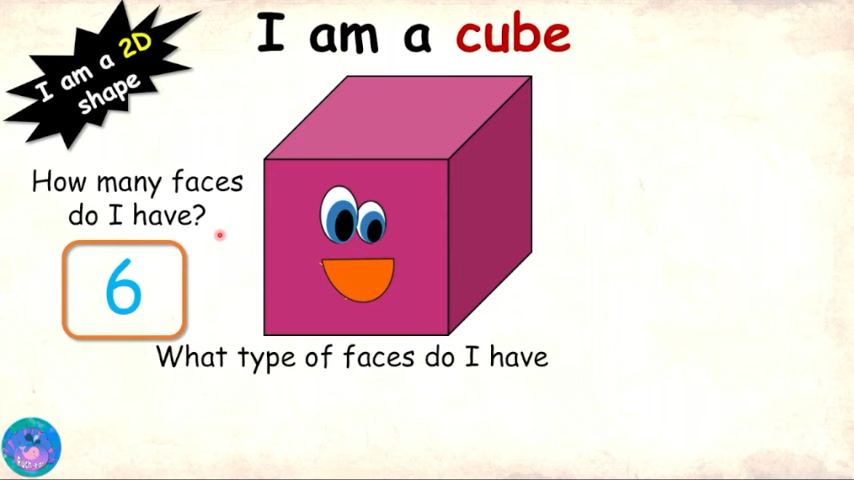 I am a cube
I am a 2D
shape
How many faces
do I have?
6
What type of faces do I have